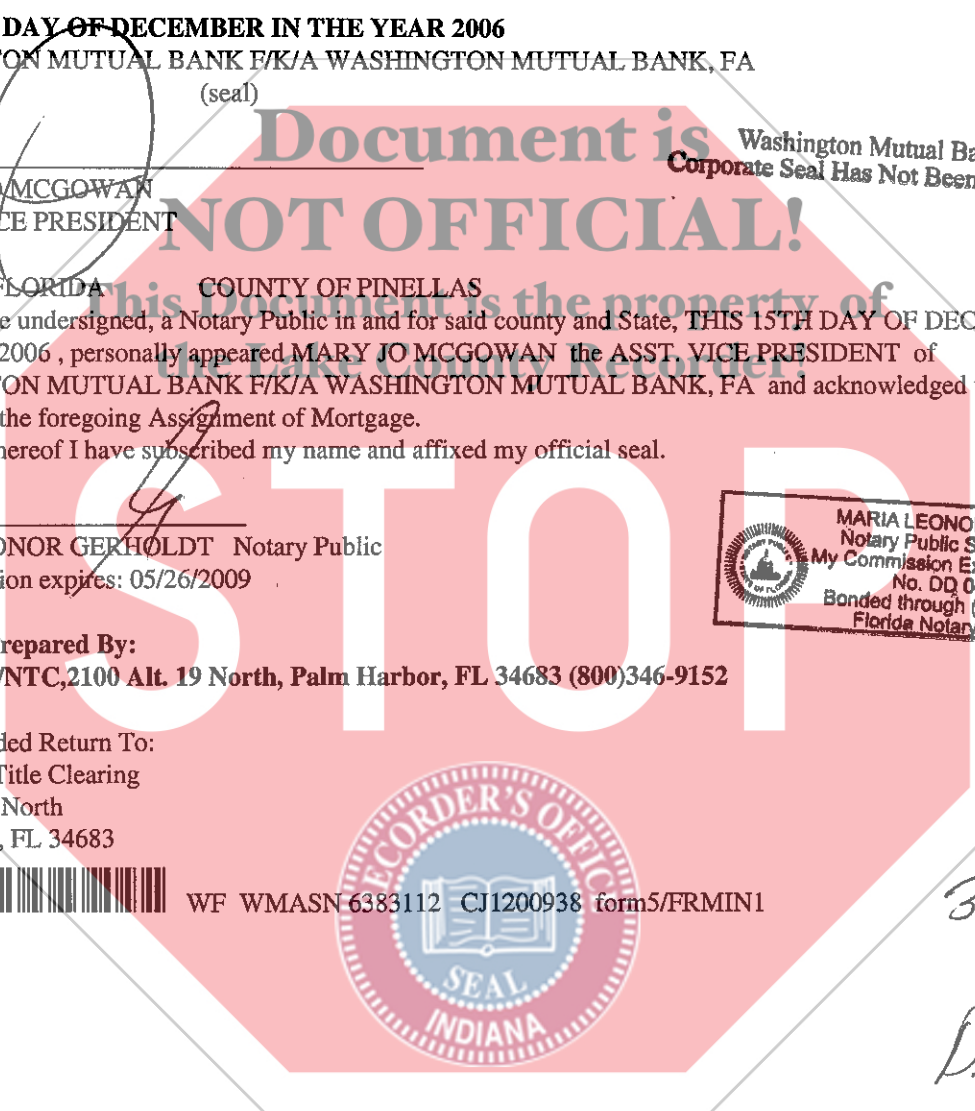 DAY OF DECEMBER IN THE YEAR 2006
TON MUTUAL BANK F/K/A WASHINGTON MUTUAL BANK, FA
(seal)
Document is
Washington Mutual Ba
Corporate Seal Has Not Been
MCGOWAN
CE PRESIDENT
NOT OFFICIAL!
FLORIDA COUNTY OF PINELLAS
This Document is the property of
e undersigned, a Notary Public in and for said county and State, THIS 15TH DAY OF DEC
2006 , personally appeared MARY JO MCGOWAN the ASST. VICE PRESIDENT of
the Lake County Recorder!
ON MUTUAL BANK F/K/A WASHINGTON MUTUAL BANK, FA and acknowledged
the foregoing Assignment of Mortgage.
hereof I have subscribed my name and affixed my official seal.
STOP
MARIA LEONO
Notary Public S
My Commission Ex
No. DD 0
Bonded through (
Florida Notary
NOTARY PUBLIC
STATE OF FLORIDA
ONOR GERHOLDT Notary Public
ion expires: 05/26/2009
repared By:
/NTC,2100 Alt. 19 North, Palm Harbor, FL 34683 (800)346-9152
ded Return To:
Title Clearing
North
, FL 34683
WF WMASN 6383112 CJ1200938 form5/FRMIN1
RECORDER'S OFFICE
SEAL
INDIANA